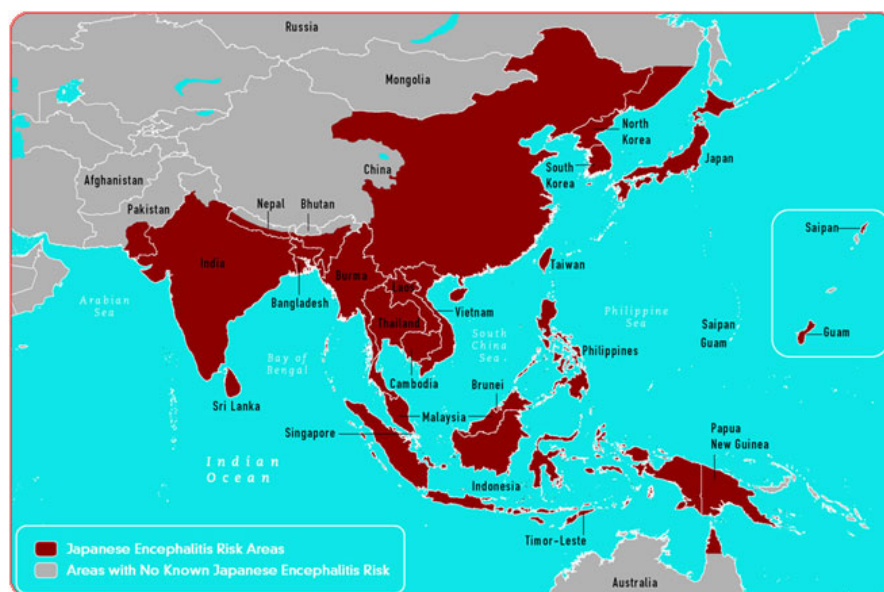 Russia
Mongolia
North
Korea
China
South
Korea
Japan
Afghanistan
Pakistan
Nepal
Bhutan
Saipan
India
Burma
Taiwan
Arabian
Sea
Bangladesh
Laos
Vietnam
Philippine
Sea
Thailand
South
China
Sea
Saipan
Guam
Guam
Bay of
Bengal
Philippines
Cambodia
Brunei
Sri Lanka
Malaysia
Singapore
Papua
New Guinea
Indian
Ocean
Indonesia
Timor-Leste
Japanese Encephalitis Risk Areas
Areas with No Known Japanese Encephalitis Risk
Australia